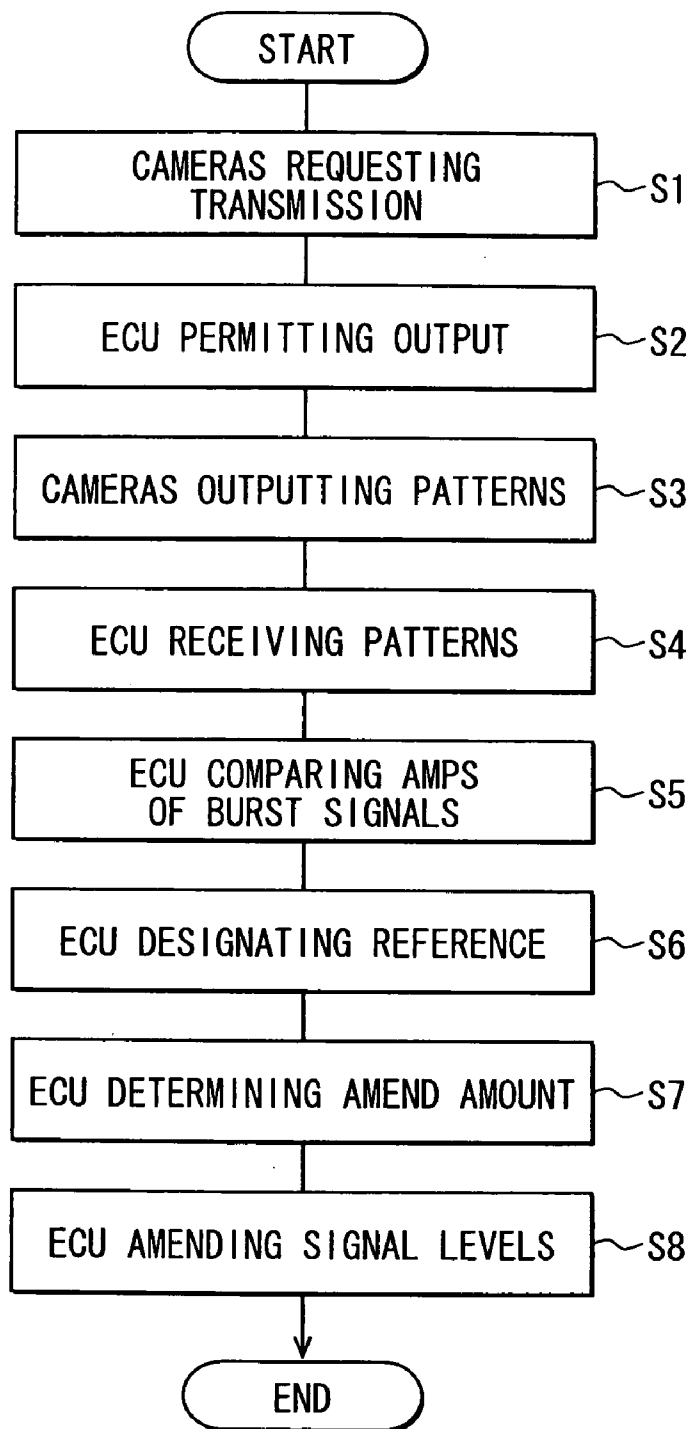 START
CAMERAS REQUESTING
TRANSMISSION
S1
ECU PERMITTING OUTPUT
S2
CAMERAS OUTPUTTING PATTERNS
S3
ECU RECEIVING PATTERNS
S4
ECU COMPARING AMPS
OF BURST SIGNALS
S5
ECU DESIGNATING REFERENCE
S6
ECU DETERMINING AMEND AMOUNT
S7
ECU AMENDING SIGNAL LEVELS
S8
END